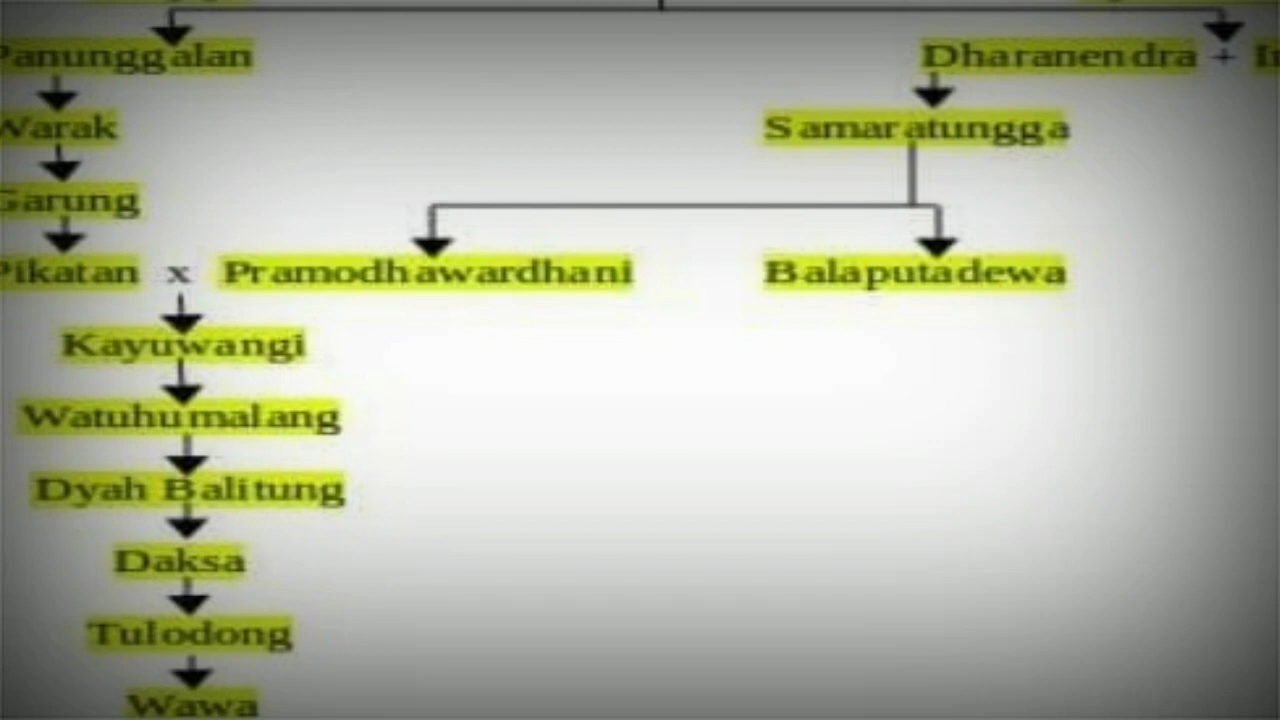 Panunggalan
Dharanendra +
Warak
Samaratungga
Garung
Pikatan x Pramodhawardhani
Balaputadewa
Kayuwangi
Watuhumalang
Dyah Balitung
Daksa
Tulodong
Wawa